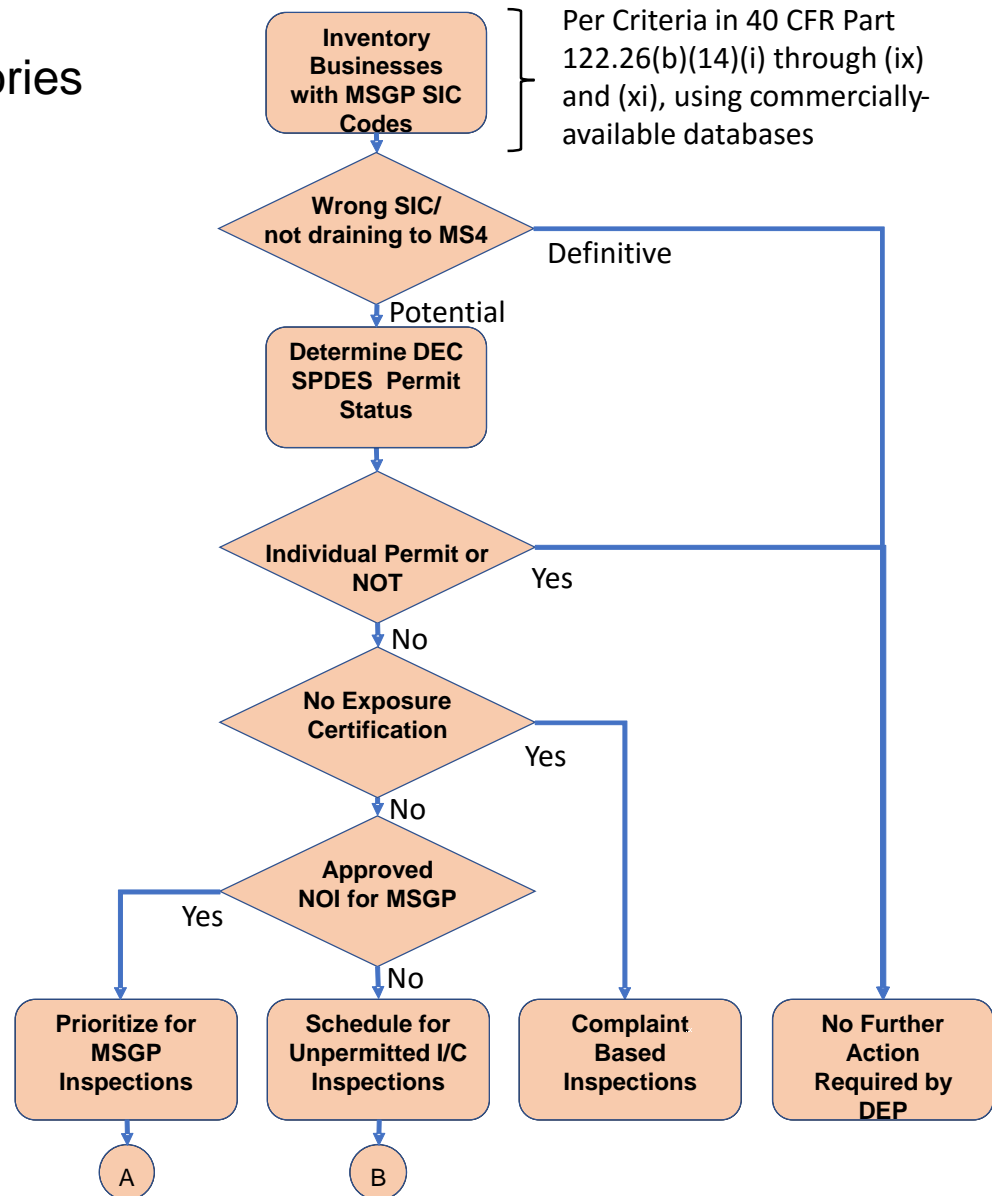 ories
Inventory
Businesses
with MSGP SIC
Codes
Per Criteria in 40 CFR Part
122.26(b)(14)(i) through (ix)
and (xi), using commercially-
available databases
Wrong SIC/
not draining to MS4
Definitive
Potential
Determine DEC
SPDES Permit
Status
Individual Permit or
NOT
Yes
No
No Exposure
Certification
Yes
No
Approved
NOI for MSGP
Yes
No
Prioritize for
MSGP
Inspections
Schedule for
Unpermitted I/C
Inspections
Complaint
Based
Inspections
No Further
Action
Required by
DEP
A
B